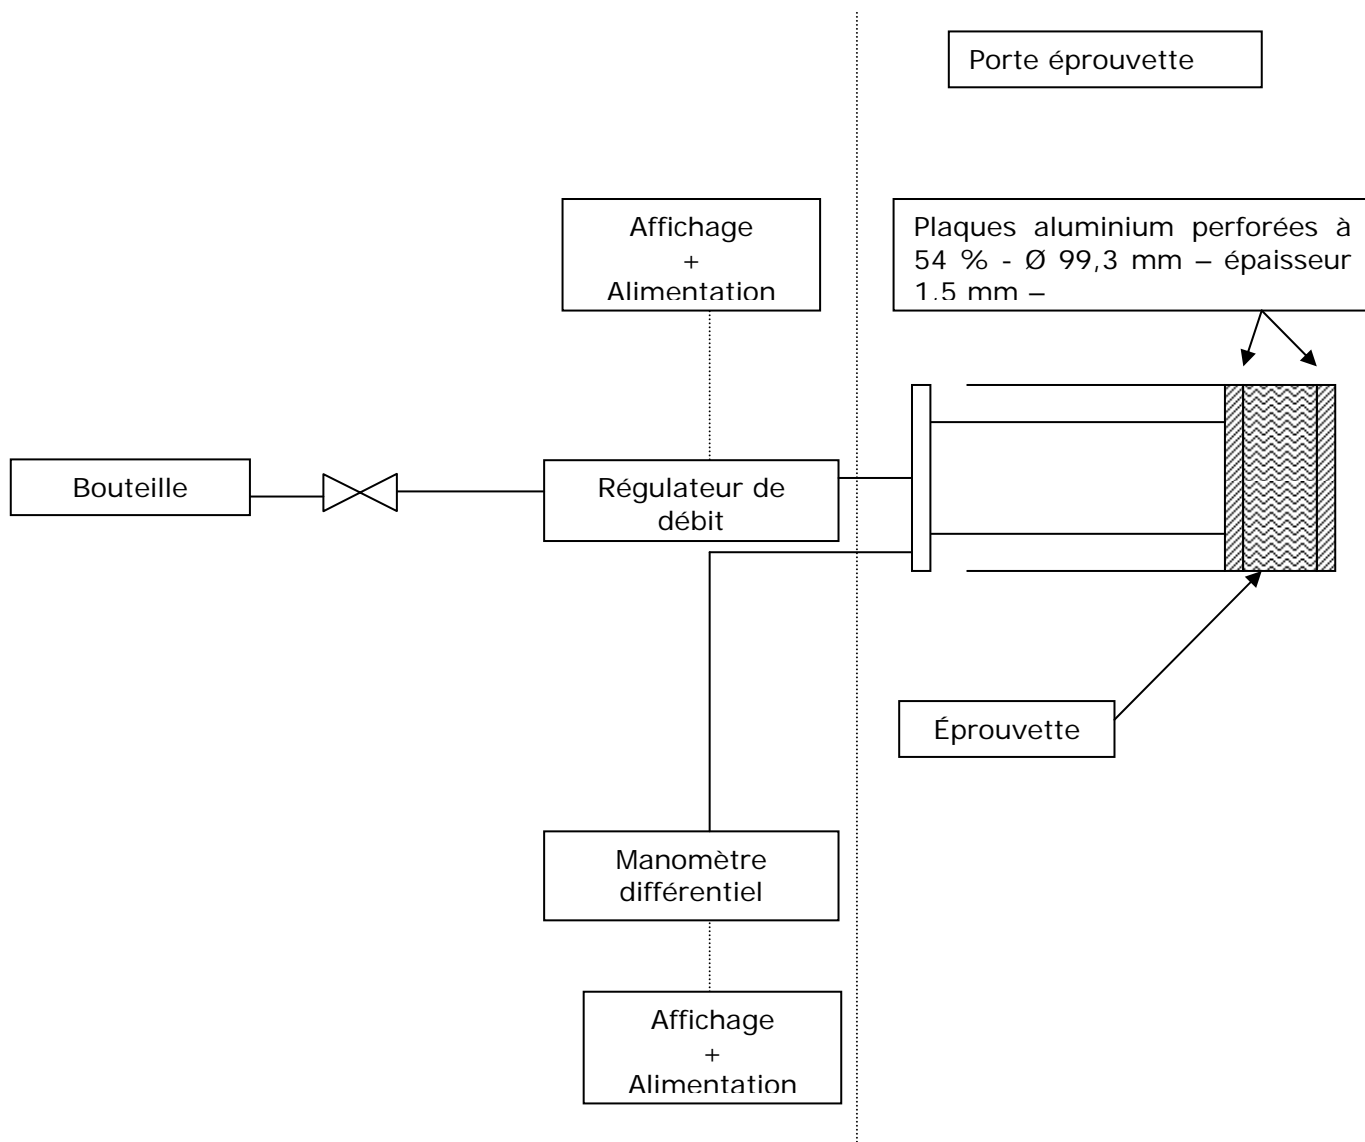 Porte éprouvette
Affichage
+
Alimentation
Plaques aluminium perforées à
54 % - Ø 99,3 mm – épaisseur
1.5 mm –
Bouteille
Régulateur de
débit
Éprouvette
Manomètre
différentiel
Affichage
+
Alimentation